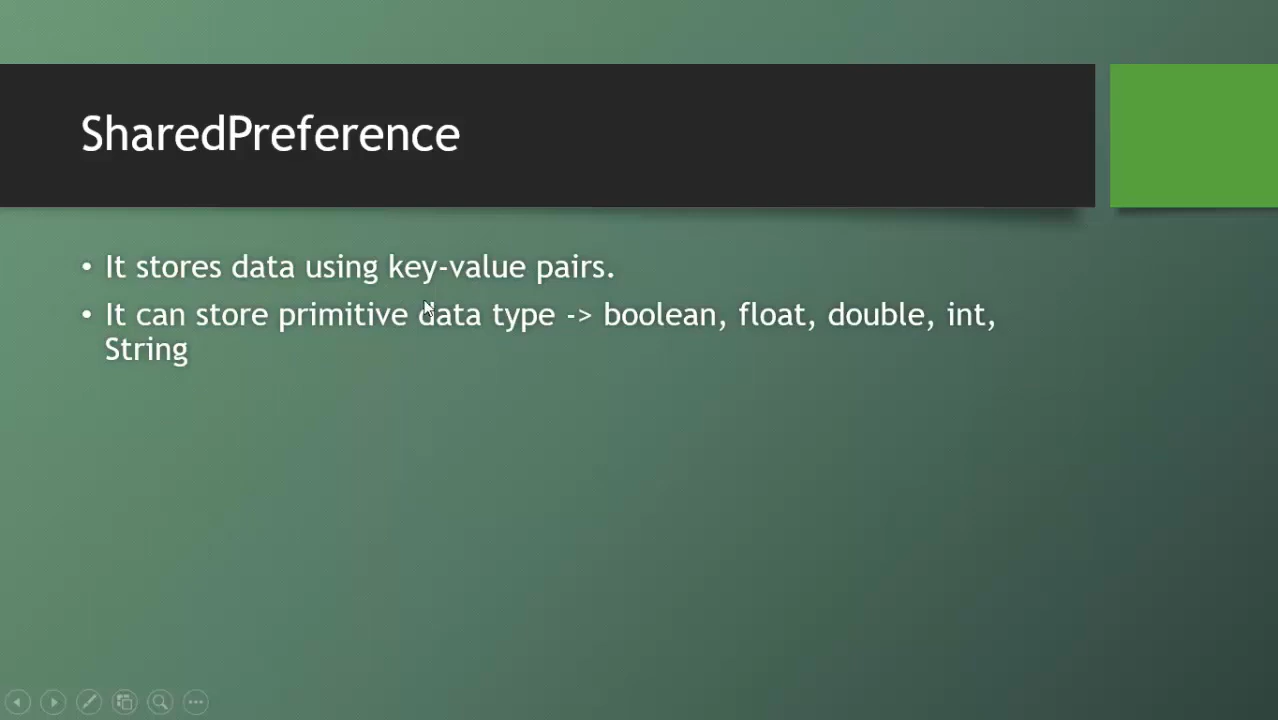 SharedPreference
• It stores data using key-value pairs.
• It can store primitive data type -> boolean, float, double, int,
String